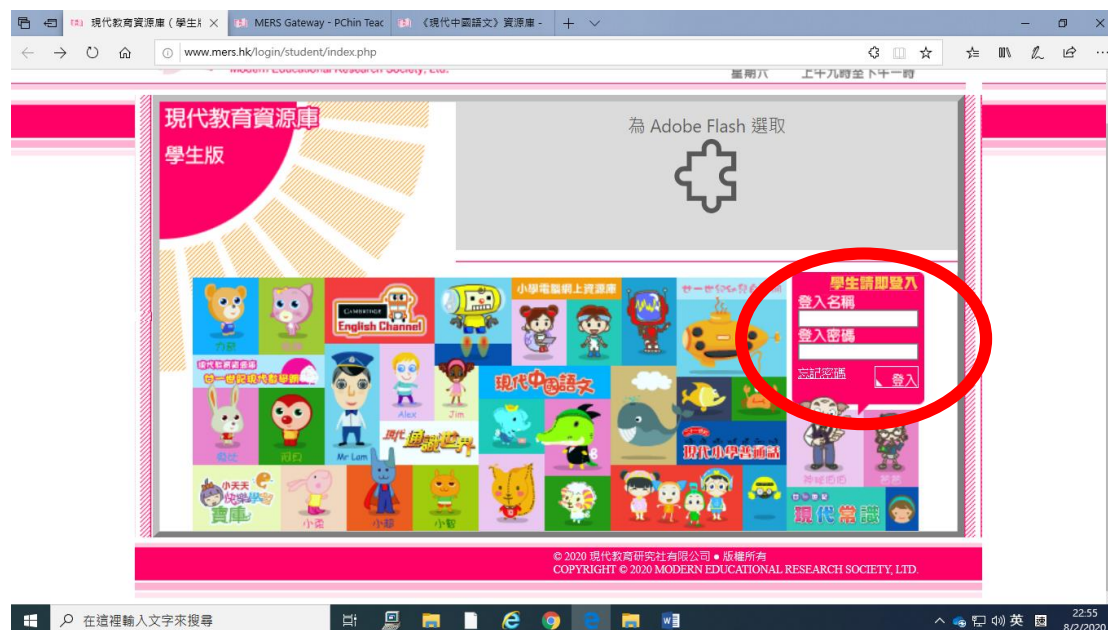 現代教育資源庫 ( 學生版
MERS Gateway - PChin Teac
《現代中國語文》資源庫 -
www.mers.hk/login/student/index.php
Modern Educational Research Society, Ltd.
星期六 上午九時至下午一時
現代教育資源庫
學生版
為 Adobe Flash 選取
學生請即登入
登入名稱
登入密碼
忘記密碼
登入
小學電腦網上資源庫
CAMBRIDGE
English Channel
現代教育資源庫
廿一世紀現代數學網
Alex
Jim
現代中國語文
Mr Lam
現代通識世界
現代小學普通話
小天天
快樂學習
寶庫
小智
現代常識
© 2020 現代教育研究社有限公司 ● 版權所有
COPYRIGHT © 2020 MODERN EDUCATIONAL RESEARCH SOCIETY, LTD.
在這裡輸入文字來搜尋
英
22:55
8/2/2020